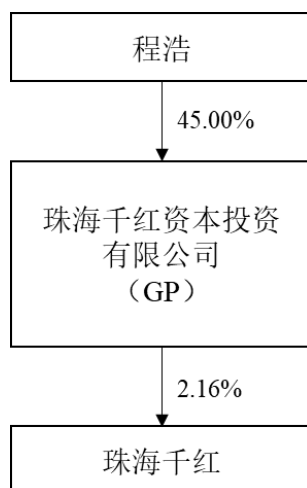 程浩
45.00%
珠海千红资本投资
有限公司
（GP）
2.16%
珠海千红